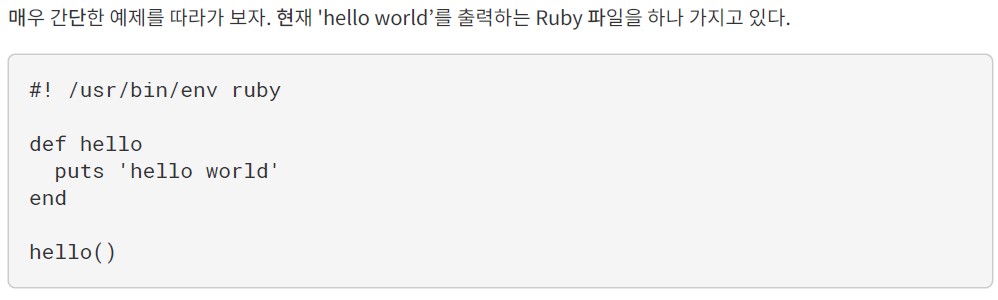 매우 간단한 예제를 따라가 보자. 현재 'hello world’를 출력하는 Ruby 파일을 하나 가지고 있다.
#! /usr/bin/env ruby
def hello
  puts 'hello world'
end
hello()